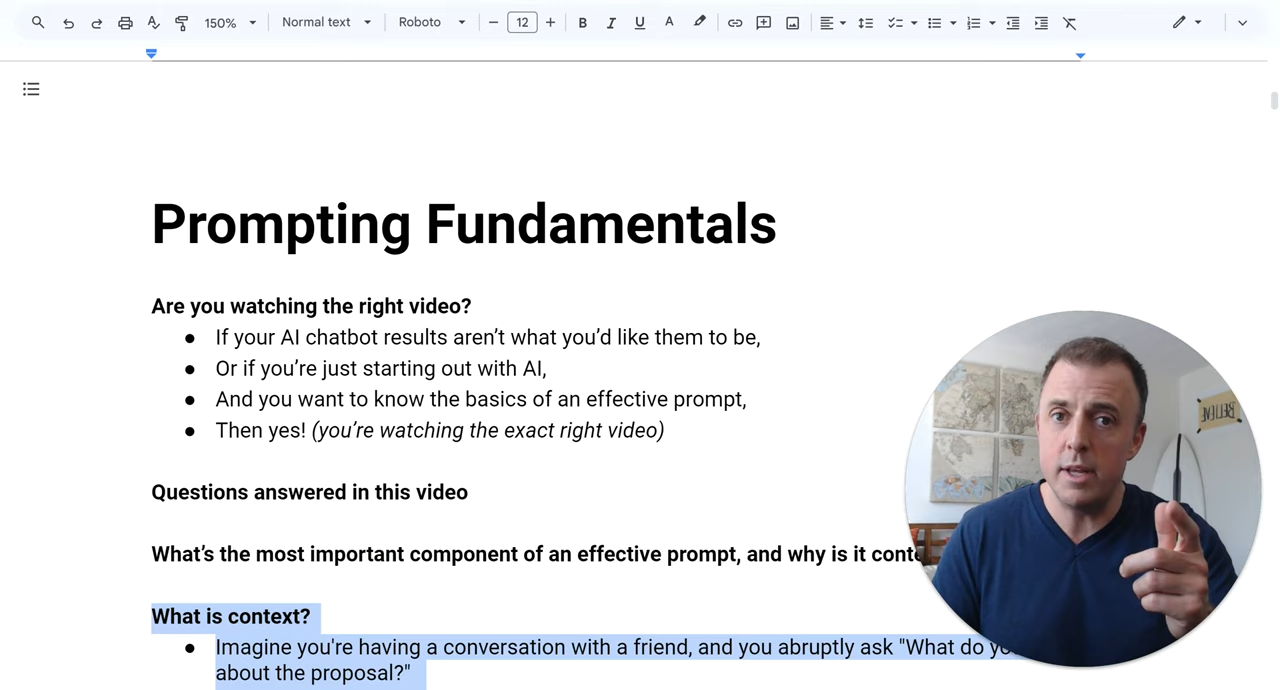 150% Normal text Roboto 12 B I U A
Prompting Fundamentals
Are you watching the right video?
● If your AI chatbot results aren’t what you’d like them to be,
● Or if you’re just starting out with AI,
● And you want to know the basics of an effective prompt,
● Then yes! (you’re watching the exact right video)
BELIEVE
Questions answered in this video
What’s the most important component of an effective prompt, and why is it
What is context?
● Imagine you're having a conversation with a friend, and you abruptly ask "What do
about the proposal?"